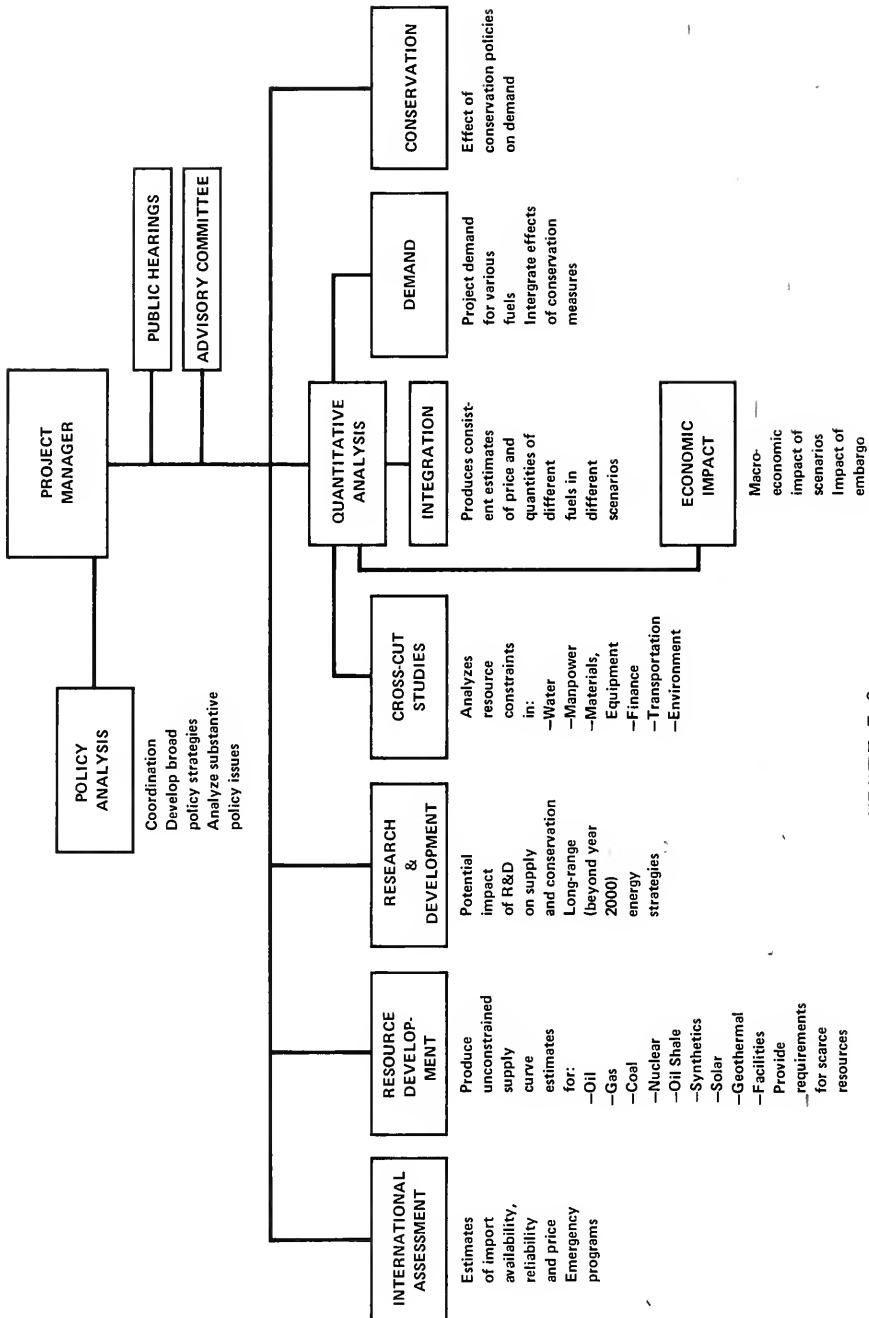 PROJECT
MANAGER
POLICY
ANALYSIS
Coordination
Develop broad
policy strategies
Analyze substantive
policy issues
PUBLIC HEARINGS
ADVISORY COMMITTEE
INTERNATIONAL
ASSESSMENT
Estimates
of import
availability,
reliability
and price
Emergency
programs
RESOURCE
DEVELOP-
MENT
Produce
unconstrained
supply
curve
estimates
for:
–Oil
–Gas
–Coal
–Nuclear
–Oil Shale
–Synthetics
–Solar
–Geothermal
–Facilities
Provide
requirements
for scarce
resources
RESEARCH
&
DEVELOPMENT
Potential
impact
of R&D
on supply
and conservation
Long-range
(beyond year
2000)
energy
strategies
CROSS-CUT
STUDIES
Analyzes
resource
constraints
in:
–Water
–Manpower
–Materials,
Equipment
–Finance
–Transportation
–Environment
QUANTITATIVE
ANALYSIS
INTEGRATION
Produces consist-
ent estimates
of price and
quantities of
different
fuels in
different
scenarios
ECONOMIC
IMPACT
Macro-
economic
impact of
scenarios
Impact of
embargo
DEMAND
Project demand
for various
fuels
Intergrate effects
of conservation
measures
CONSERVATION
Effect of
conservation policies
on demand